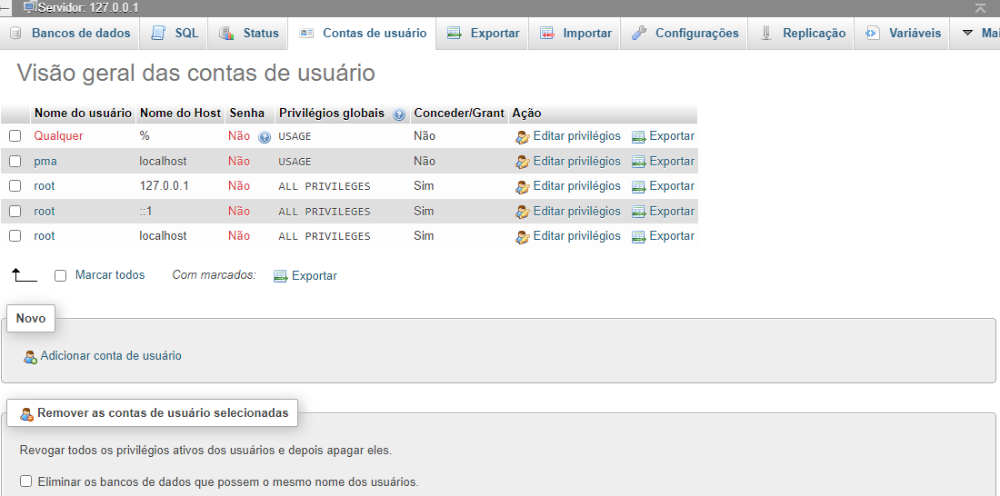 Servidor: 127.0.0.1
Bancos de dados SQL Status Contas de usuário Exportar Importar Configurações Replicação Variáveis Mai
Visão geral das contas de usuário
Nome do usuário Nome do Host Senha Privilégios globais Conceder/Grant Ação
Qualquer % Não USAGE Não Editar privilégios Exportar
pma localhost Não USAGE Não Editar privilégios Exportar
root 127.0.0.1 Não ALL PRIVILEGES Sim Editar privilégios Exportar
root ::1 Não ALL PRIVILEGES Sim Editar privilégios Exportar
root localhost Não ALL PRIVILEGES Sim Editar privilégios Exportar
Marcar todos Com marcados: Exportar
Novo
Adicionar conta de usuário
Remover as contas de usuário selecionadas
Revogar todos os privilégios ativos dos usuários e depois apagar eles.
Eliminar os bancos de dados que possem o mesmo nome dos usuários.